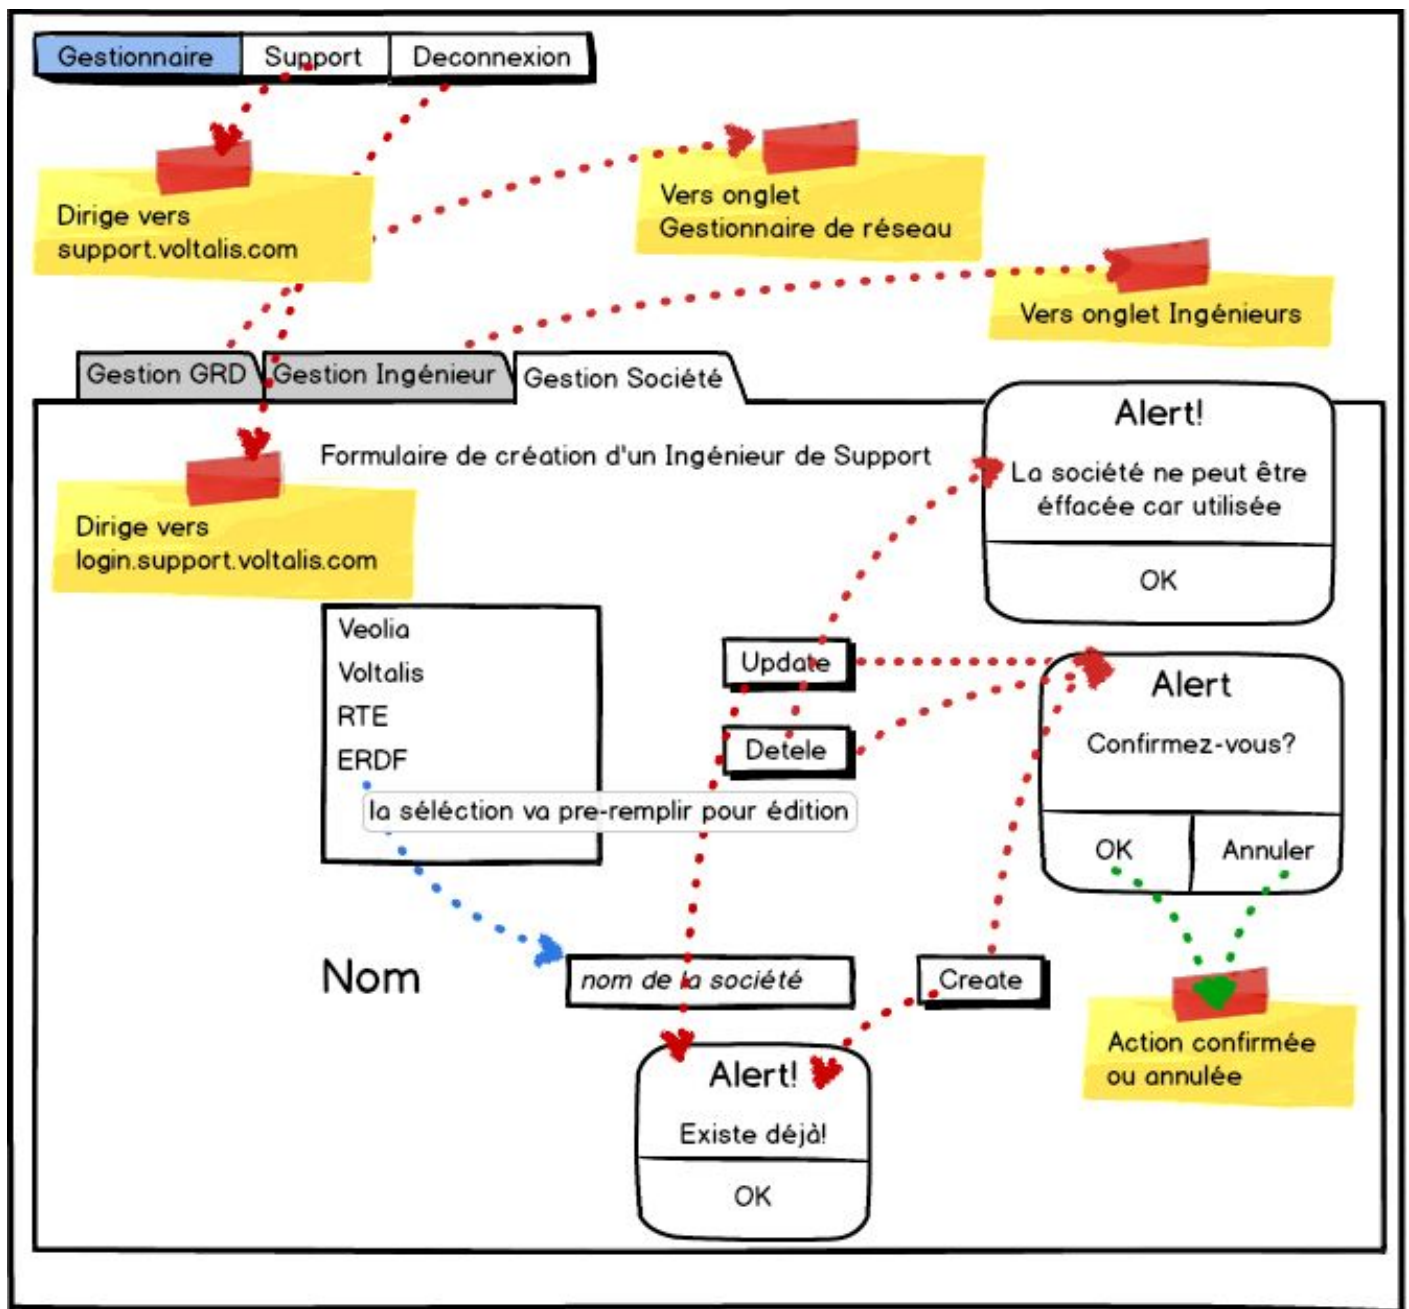 Gestionnaire
Support
Deconnexion
Dirige vers
support.voltalis.com
Vers onglet
Gestionnaire de réseau
Vers onglet Ingénieurs
Gestion GRD
Gestion Ingénieur
Gestion Société
Alert!
La société ne peut être
éffacée car utilisée
OK
Formulaire de création d'un Ingénieur de Support
Dirige vers
login.support.voltalis.com
Veolia
Voltalis
RTE
ERDF
la séléction va pre-remplir pour édition
Update
Detele
Alert
Confirmez-vous?
OK
Annuler
Nom
nom de la société
Create
Action confirmée
ou annulée
Alert!
Existe déjà!
OK